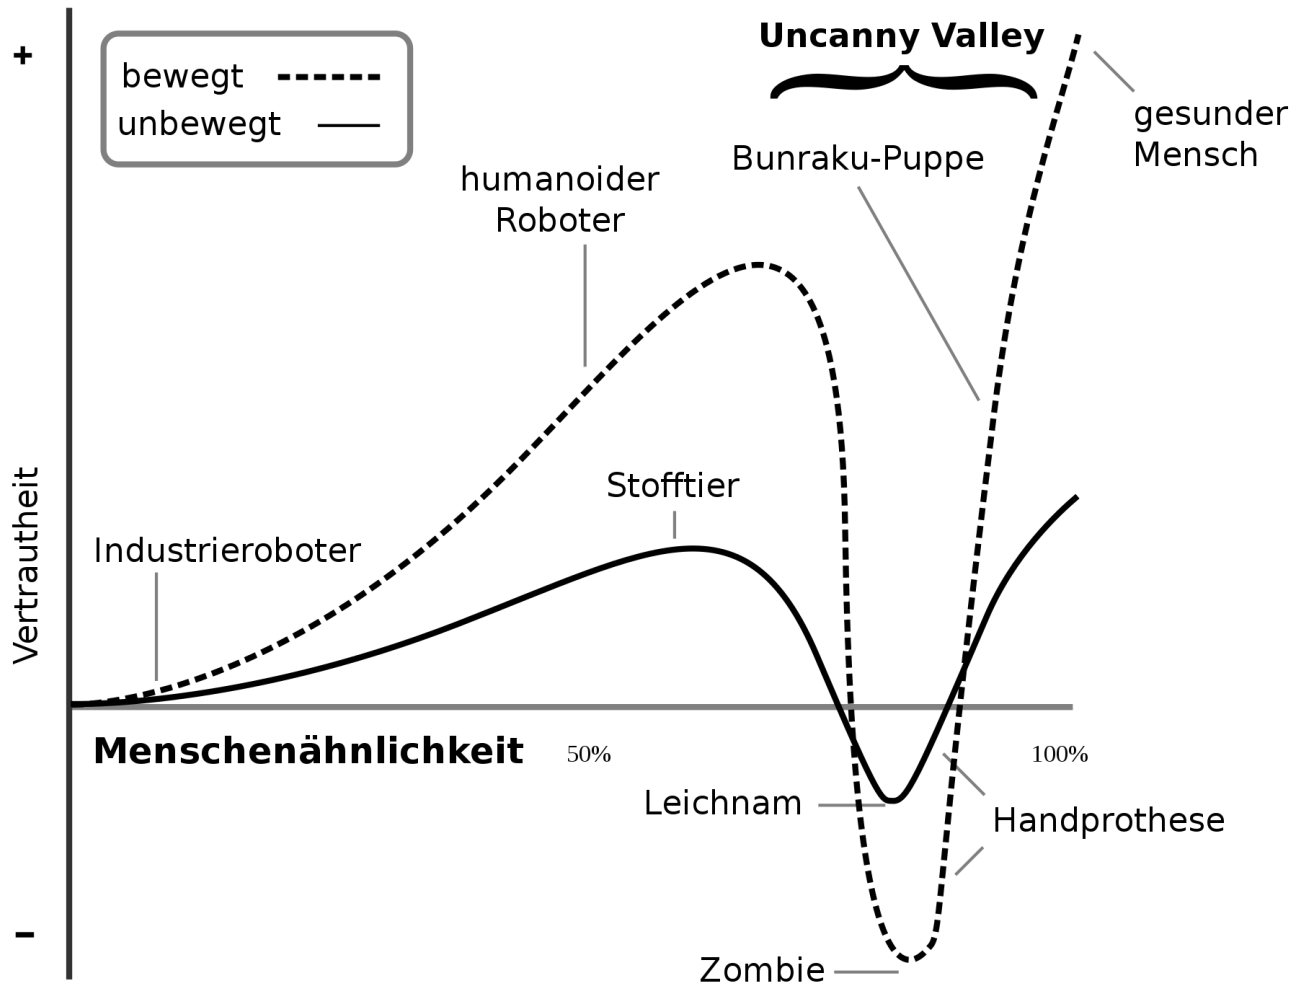 +
Uncanny Valley
bewegt
unbewegt
gesunder
Mensch
Bunraku-Puppe
humanoider
Roboter
Stofftier
Industrieroboter
Vertrautheit
Menschenähnlichkeit
50%
100%
Leichnam
Handprothese
–
Zombie